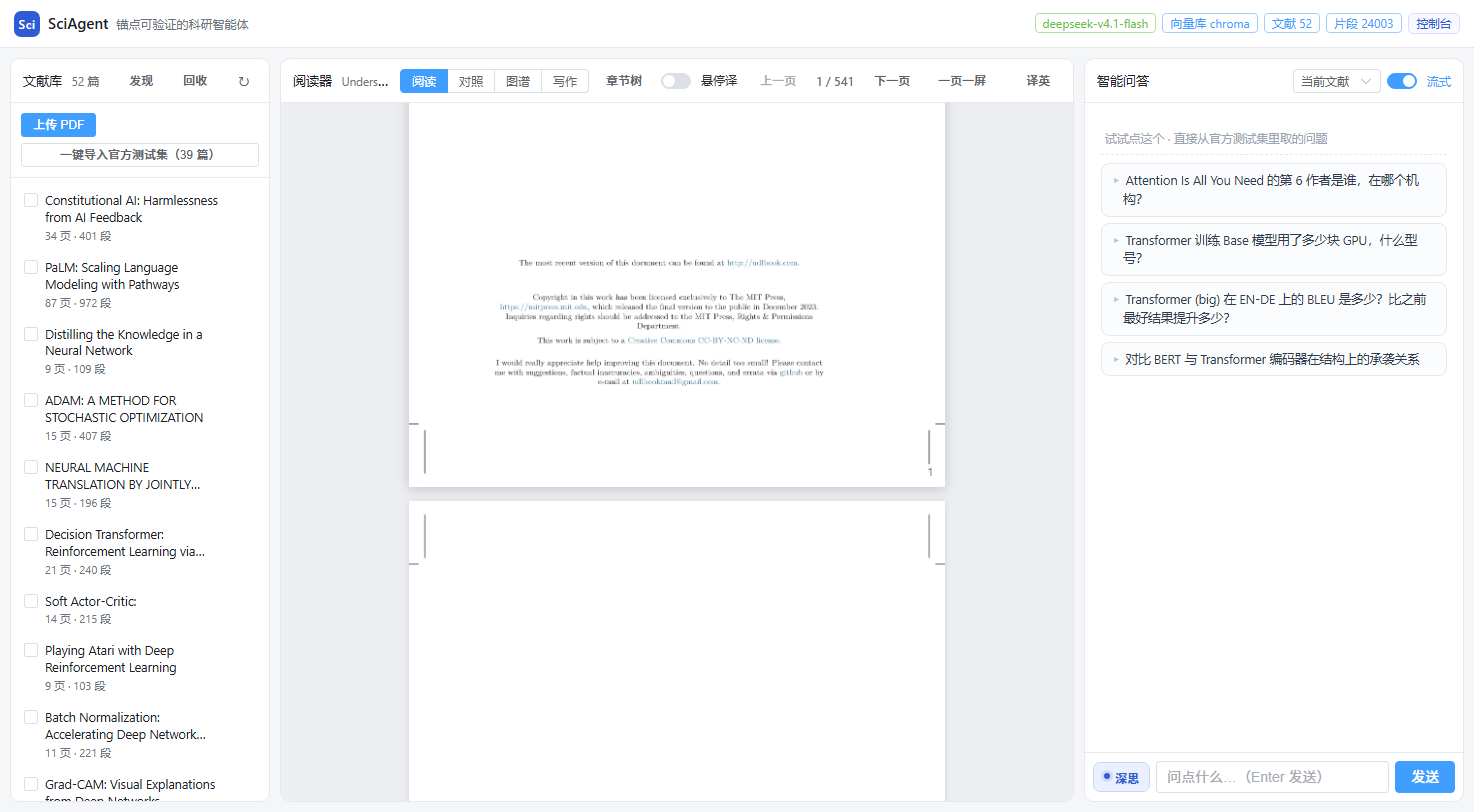 Sci SciAgent 锚点可验证的科研智能体
deepseek-v4.1-flash 向量库 chroma 文献 52 片段 24003 控制台
文献库 52 篇 发现 回收 ↻
上传 PDF
一键导入官方测试集（39 篇）
Constitutional AI: Harmlessness
from AI Feedback
34 页 · 401 段
PaLM: Scaling Language
Modeling with Pathways
87 页 · 972 段
Distilling the Knowledge in a
Neural Network
9 页 · 109 段
ADAM: A METHOD FOR
STOCHASTIC OPTIMIZATION
15 页 · 407 段
NEURAL MACHINE
TRANSLATION BY JOINTLY...
15 页 · 196 段
Decision Transformer:
Reinforcement Learning via...
21 页 · 240 段
Soft Actor-Critic:
14 页 · 215 段
Playing Atari with Deep
Reinforcement Learning
9 页 · 103 段
Batch Normalization:
Accelerating Deep Network...
11 页 · 221 段
Grad-CAM: Visual Explanations
from Deep Networks
阅读器 Unders... 阅读 对照 图谱 写作 章节树 悬停译 上一页 1 / 541 下一页 一页一屏 译英
The most recent version of this document can be found at http://udlbook.com.
Copyright in this work has been licensed exclusively to The MIT Press,
https://mitpress.mit.edu, which released the final version to the public in December 2023.
Inquiries regarding rights should be addressed to the MIT Press, Rights & Permissions
Department.
This work is subject to a Creative Commons CC-BY-NC-ND license.
I would really appreciate help improving this document. No detail too small! Please contact
me with suggestions, factual inaccuracies, ambiguities, questions, and errata via github or by
e-mail at udlbookmail@gmail.com.
1
智能问答 当前文献 流式
试试点这个 · 直接从官方测试集里取的问题
Attention Is All You Need 的第 6 作者是谁，在哪个机
构？
Transformer 训练 Base 模型用了多少块 GPU，什么型
号？
Transformer (big) 在 EN-DE 上的 BLEU 是多少？比之前
最好结果提升多少？
对比 BERT 与 Transformer 编码器在结构上的承袭关系
深思 问点什么...（Enter 发送） 发送